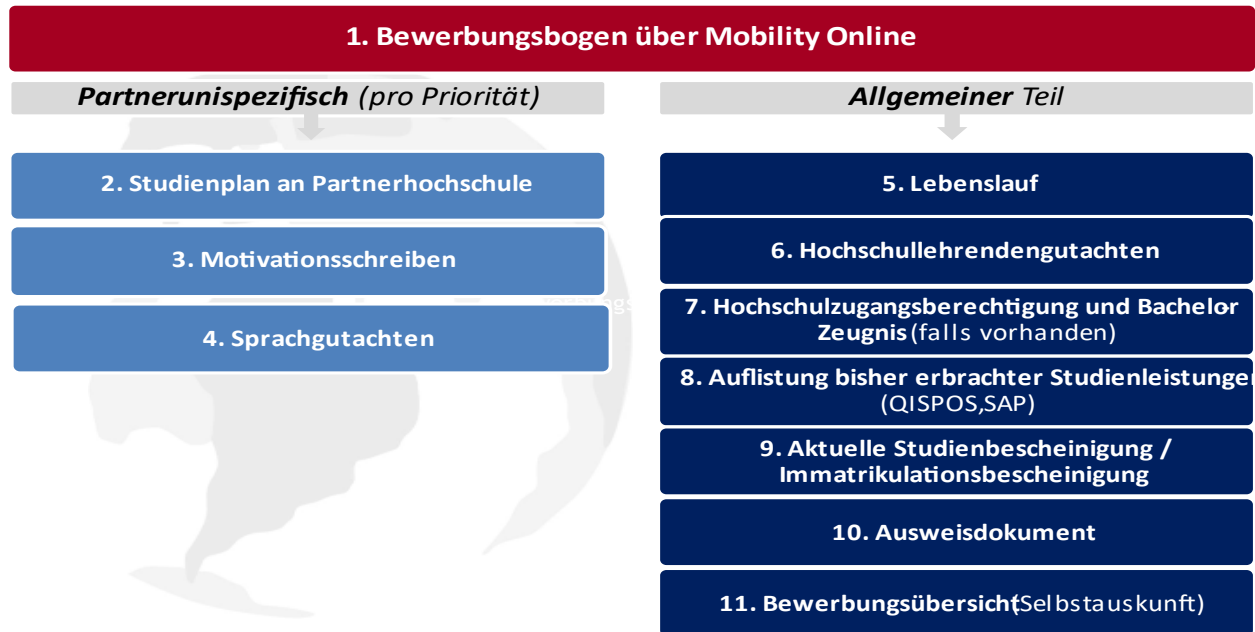 1. Bewerbungsbogen über Mobility Online
Partnerunispezifisch (pro Priorität)
2. Studienplan an Partnerhochschule
3. Motivationsschreiben
4. Sprachgutachten
Allgemeiner Teil
5. Lebenslauf
6. Hochschullehrendengutachten
7. Hochschulzugangsberechtigung und Bachelor-
Zeugnis (falls vorhanden)
8. Auflistung bisher erbrachter Studienleistungen
(QISPOS,SAP)
9. Aktuelle Studienbescheinigung /
Immatrikulationsbescheinigung
10. Ausweisdokument
11. Bewerbungsübersicht (Selbstauskunft)